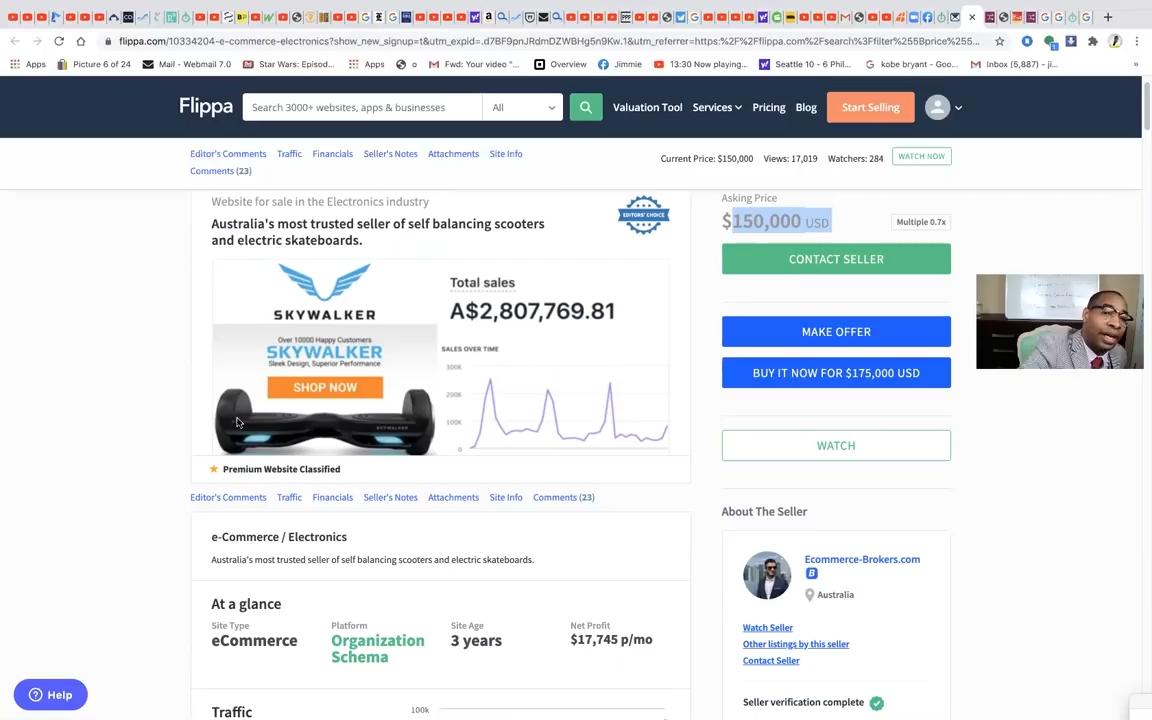 flippa.com/10334204-e-commerce-electronics?show_new_signup=t&utm_expid=.d7BF9pnJRdmDZWBHg5n9Kw.1&utm_referrer=https:%2F%2Fflippa.com%2Fsearch%3Ffilter%255Bprice%255...
Apps Picture 6 of 24 Mail - Webmail 7.0 Star Wars: Episod... Apps o Fwd: Your video "... Overview Jimmie 13:30 Now playing... Seattle 10 - 6 Phil... kobe bryant - Goo... Inbox (5,887) - ji... »
Flippa Search 3000+ websites, apps & businesses All Valuation Tool Services Pricing Blog Start Selling
Editor's Comments Traffic Financials Seller's Notes Attachments Site Info
Comments (23)
Current Price: $150,000 Views: 17,019 Watchers: 284 WATCH NOW
Website for sale in the Electronics industry
Australia's most trusted seller of self balancing scooters
and electric skateboards.
EDITORS' CHOICE
SKYWALKER
Over 10000 Happy Customers
SKYWALKER
Sleek Design, Superior Performance
SHOP NOW
SKYWALKER
Total sales
A$2,807,769.81
SALES OVER TIME
300K
200K
100K
0
Premium Website Classified
Editor's Comments Traffic Financials Seller's Notes Attachments Site Info Comments (23)
e-Commerce / Electronics
Australia's most trusted seller of self balancing scooters and electric skateboards.
At a glance
Site Type
eCommerce
Platform
Organization
Schema
Site Age
3 years
Net Profit
$17,745 p/mo
Traffic
100k
Asking Price
$150,000 USD
Multiple 0.7x
CONTACT SELLER
MAKE OFFER
BUY IT NOW FOR $175,000 USD
WATCH
About The Seller
Ecommerce-Brokers.com
B
Australia
Watch Seller
Other listings by this seller
Contact Seller
Seller verification complete
Help